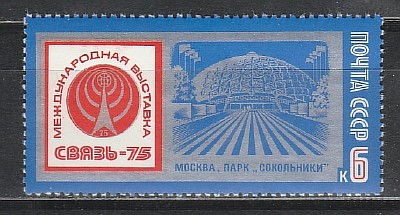 МЕЖДУНАРОДНАЯ ВЫСТАВКА
75
СВЯЗЬ-75
МОСКВА. ПАРК „СОКОЛЬНИКИ“
ПОЧТА СССР
6 К